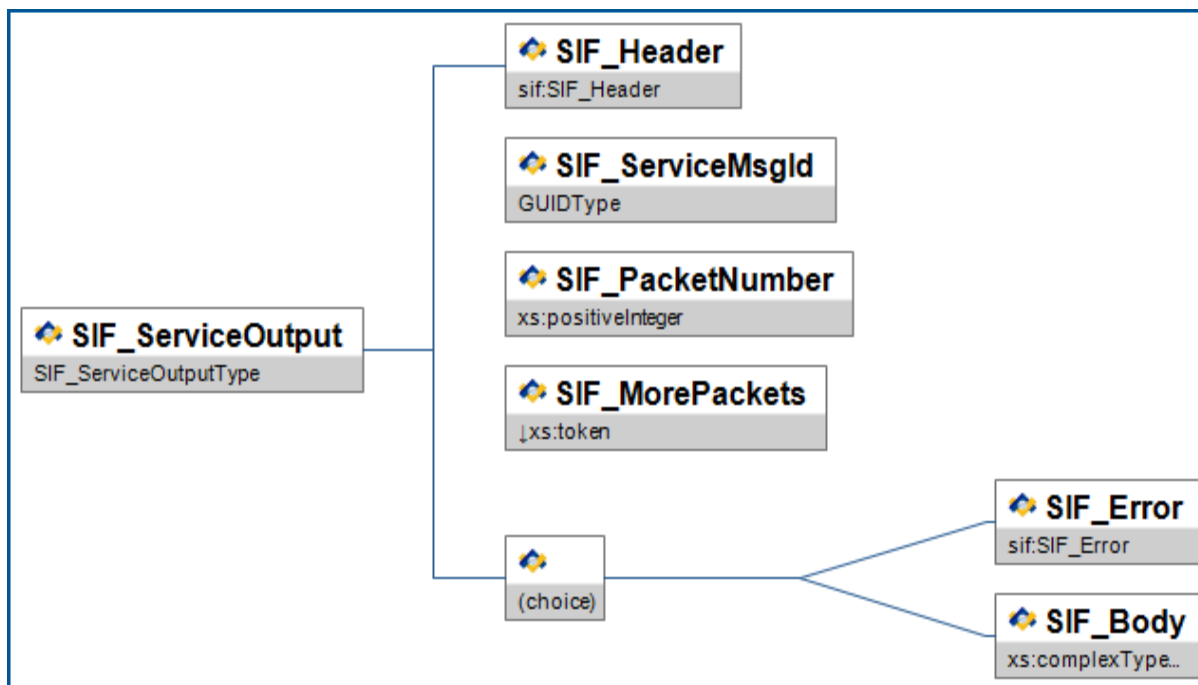 SIF_Header
sif:SIF_Header
SIF_ServiceMsgId
GUIDType
SIF_PacketNumber
xs:positiveInteger
SIF_ServiceOutput
SIF_ServiceOutputType
SIF_MorePackets
↓xs:token
SIF_Error
sif:SIF_Error
(choice)
SIF_Body
xs:complexType…